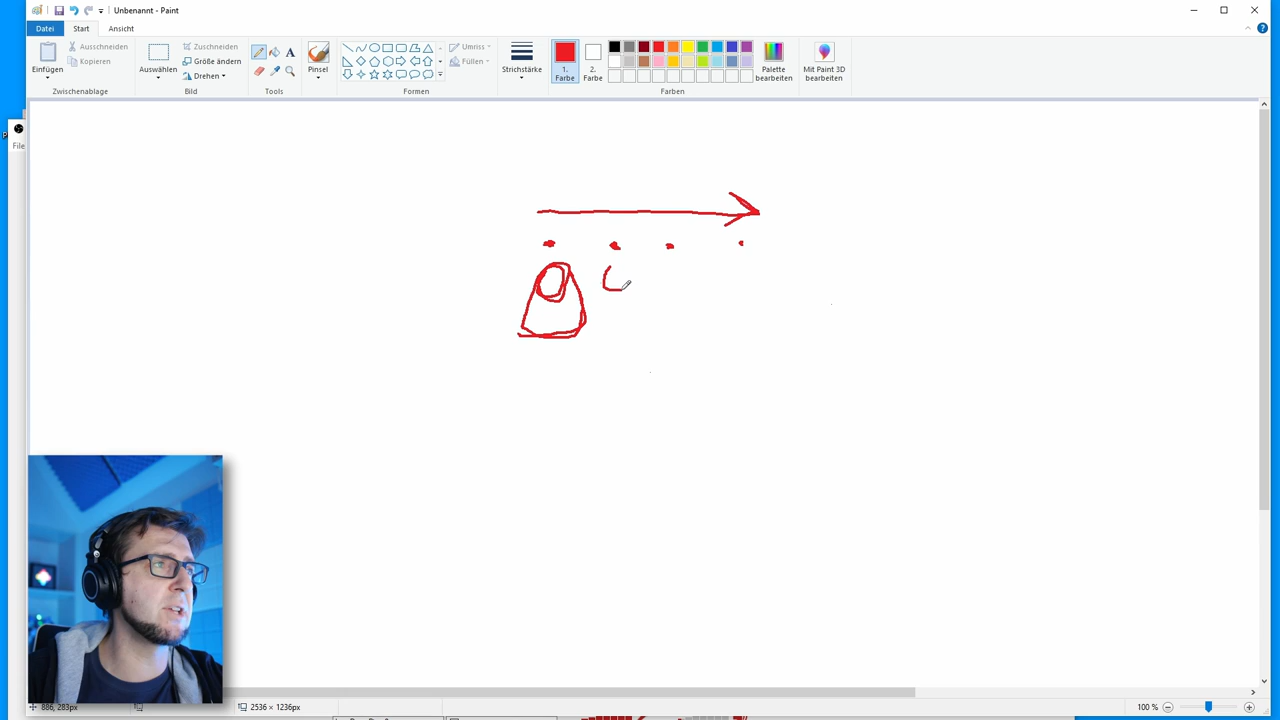 Unbenannt - Paint
Datei Start Ansicht
Einfügen
Ausschneiden
Kopieren
Zwischenablage
Auswählen
Zuschneiden
Größe ändern
Drehen
Bild
A
Tools
Pinsel
Umriss
Füllen
Formen
Strichstärke
1.
Farbe
2.
Farbe
Palette
bearbeiten
Farben
Mit Paint 3D
bearbeiten
File
886, 283px
2536 × 1236px
100 %